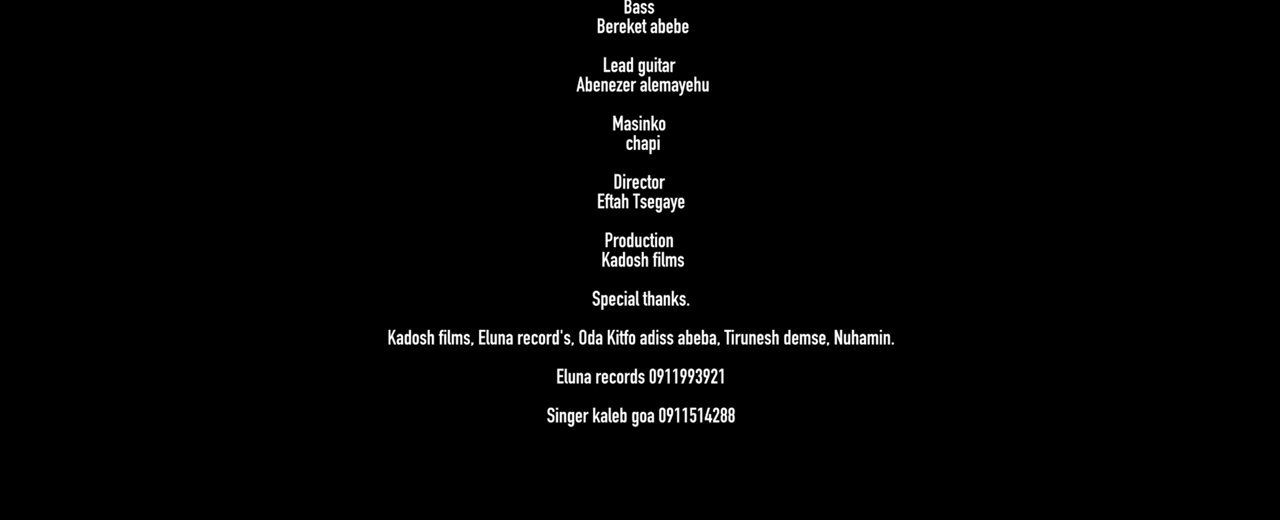 Bass
Bereket abebe
Lead guitar
Abenezer alemayehu
Masinko
chapi
Director
Eftah Tsegaye
Production
Kadosh films
Special thanks.
Kadosh films, Eluna record's, Oda Kitfo adiss abeba, Tirunesh demse, Nuhamin.
Eluna records 0911993921
Singer kaleb goa 0911514288